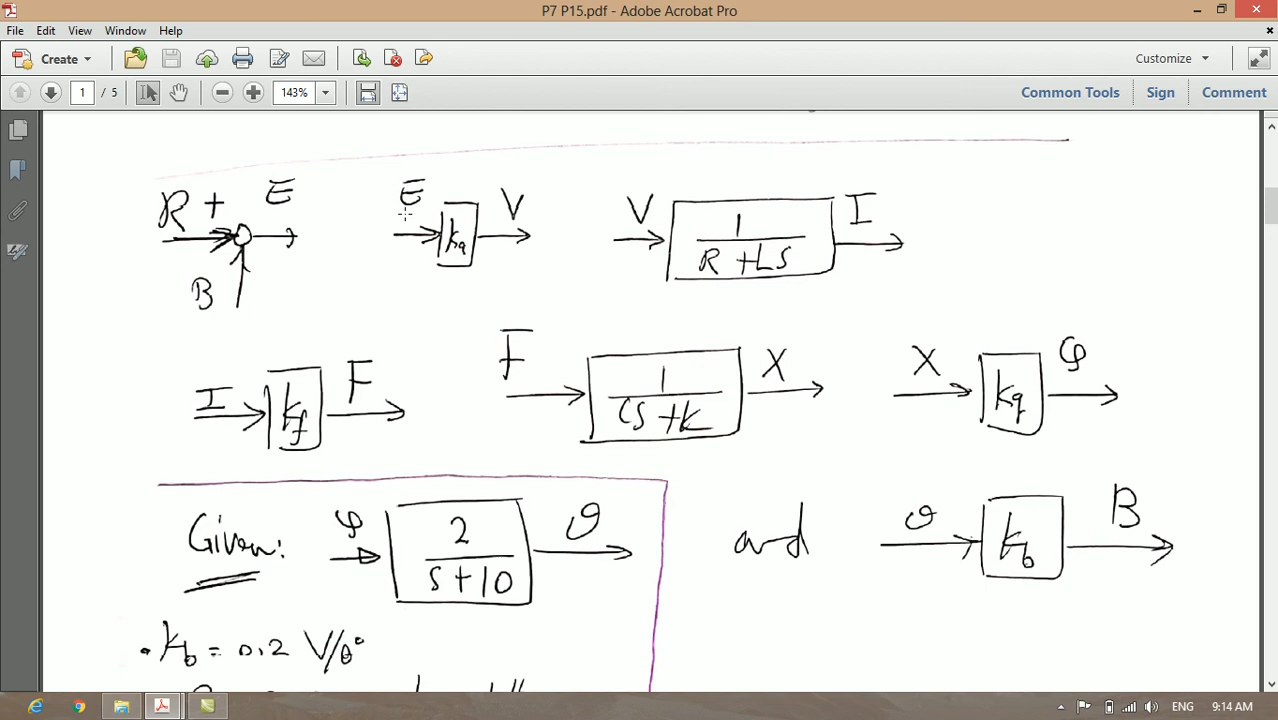 P7 P15.pdf - Adobe Acrobat Pro
File Edit View Window Help
Create Customize
1 / 5 143% Common Tools Sign Comment
R + E E V V I
B ka 1
R + LS
I F F X X φ
kf 1 kq
CS + K
Given: φ 2 θ and θ kb B
S + 10
• kb = 0.2 V/θ°
ENG 9:14 AM